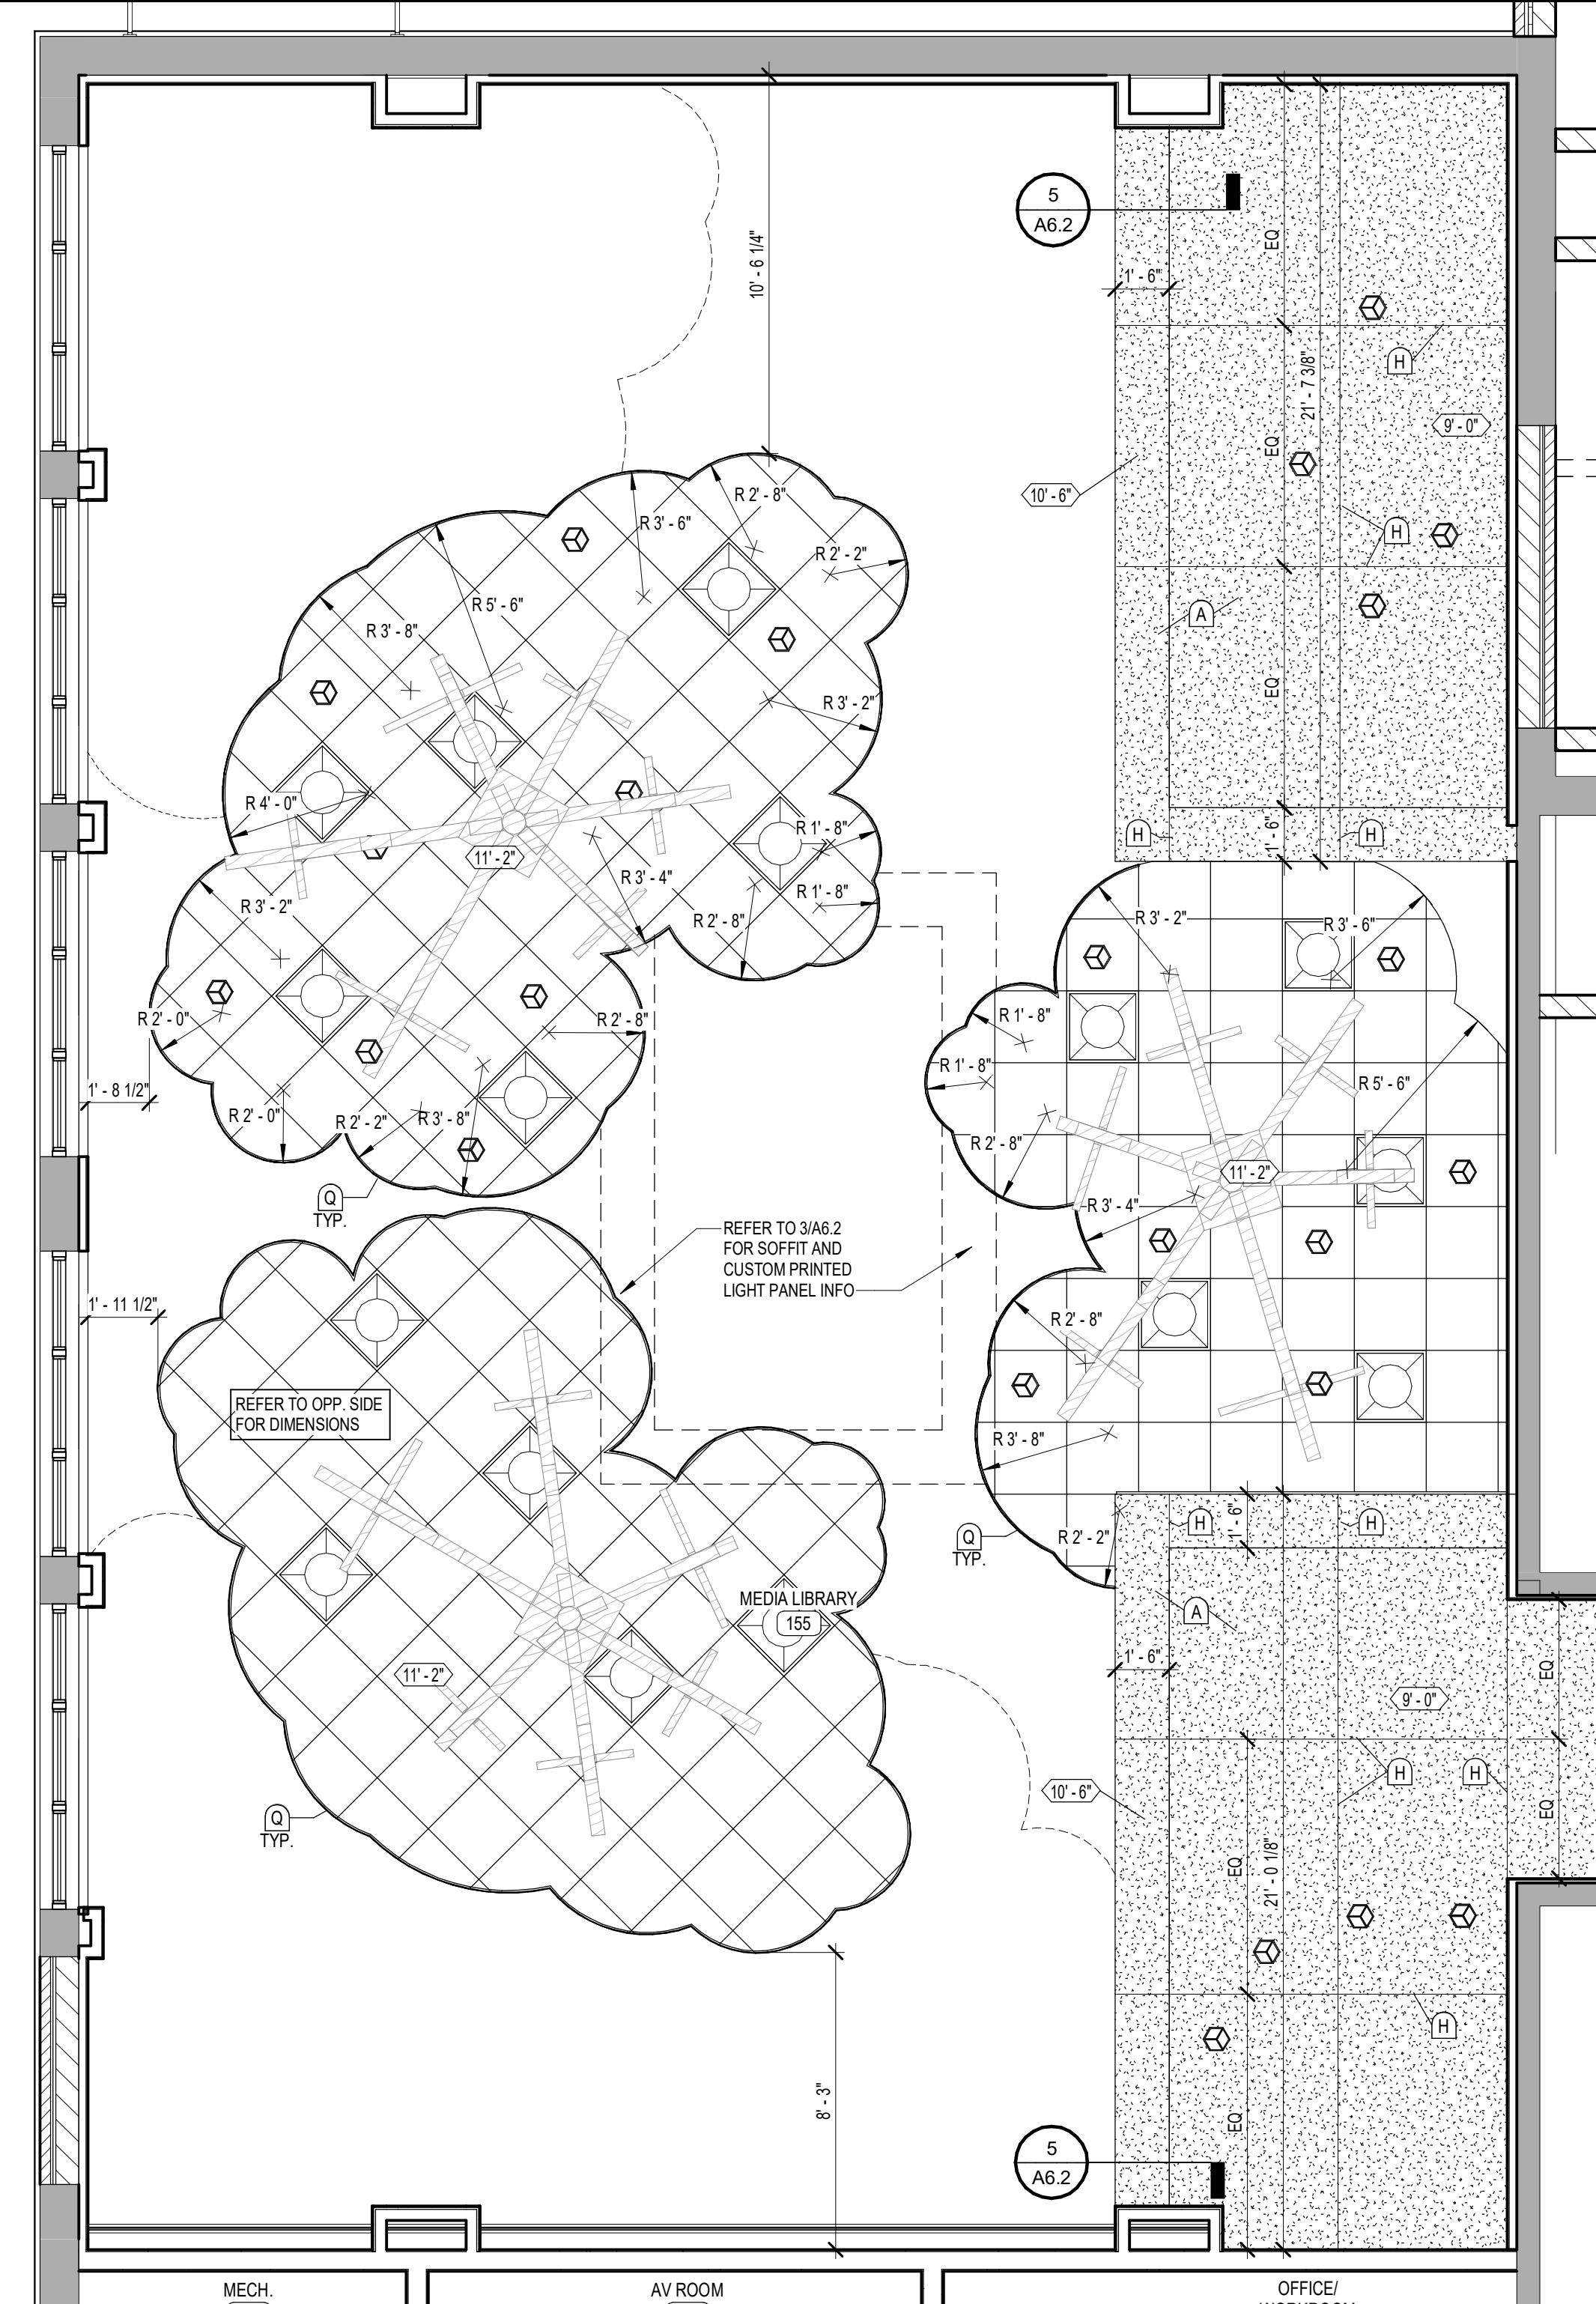 5
A6.2
10' - 6 1/4"
EQ
1' - 6"
H
21' - 7 3/8"
9' - 0"
EQ
10' - 6"
R 2' - 8"
R 3' - 6"
R 2' - 2"
H
R 5' - 6"
R 3' - 8"
A
EQ
R 3' - 2"
R 4' - 0"
R 1' - 8"
H
1' - 6"
H
11' - 2"
R 3' - 4"
R 1' - 8"
R 3' - 2"
R 2' - 8"
R 3' - 2"
R 3' - 6"
R 2' - 0"
R 2' - 8"
R 1' - 8"
R 1' - 8"
R 5' - 6"
1' - 8 1/2"
R 2' - 0"
R 2' - 2"
R 3' - 8"
R 2' - 8"
11' - 2"
Q
TYP.
R 3' - 4"
REFER TO 3/A6.2
FOR SOFFIT AND
CUSTOM PRINTED
LIGHT PANEL INFO
1' - 11 1/2"
R 2' - 8"
REFER TO OPP. SIDE
FOR DIMENSIONS
R 3' - 8"
H
1' - 6"
H
Q
TYP.
R 2' - 2"
MEDIA LIBRARY
155
A
1' - 6"
EQ
11' - 2"
9' - 0"
H
H
10' - 6"
EQ
Q
TYP.
EQ
21' - 0 1/8"
H
8' - 3"
EQ
5
A6.2
MECH.
AV ROOM
OFFICE/